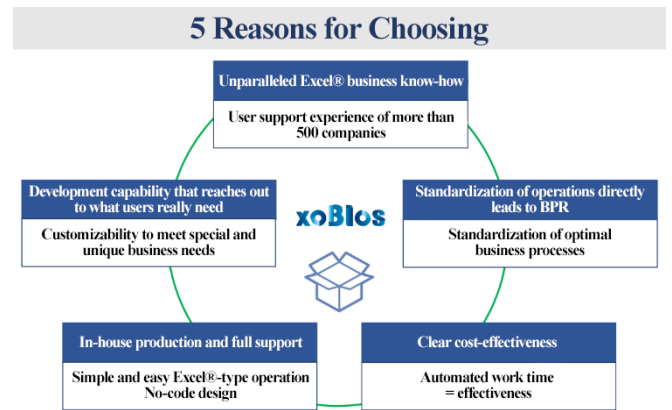 5 Reasons for Choosing
Unparalleled Excel® business know-how
User support experience of more than
500 companies
Development capability that reaches out
to what users really need
Customizability to meet special and
unique business needs
xoBlos
Standardization of operations directly
leads to BPR
Standardization of optimal
business processes
In-house production and full support
Simple and easy Excel®-type operation
No-code design
Clear cost-effectiveness
Automated work time
= effectiveness